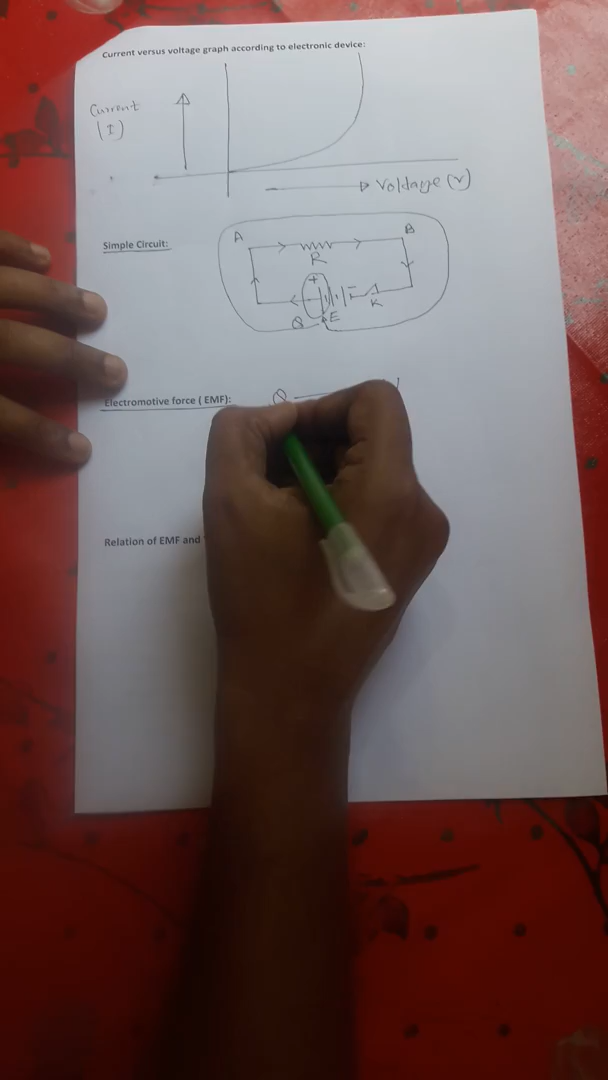 Current versus voltage graph according to electronic device:
Current
(I)
Voldage (V)
Simple Circuit:
A
B
R
+
K
E
Q
Electromotive force ( EMF):
Q
Relation of EMF and